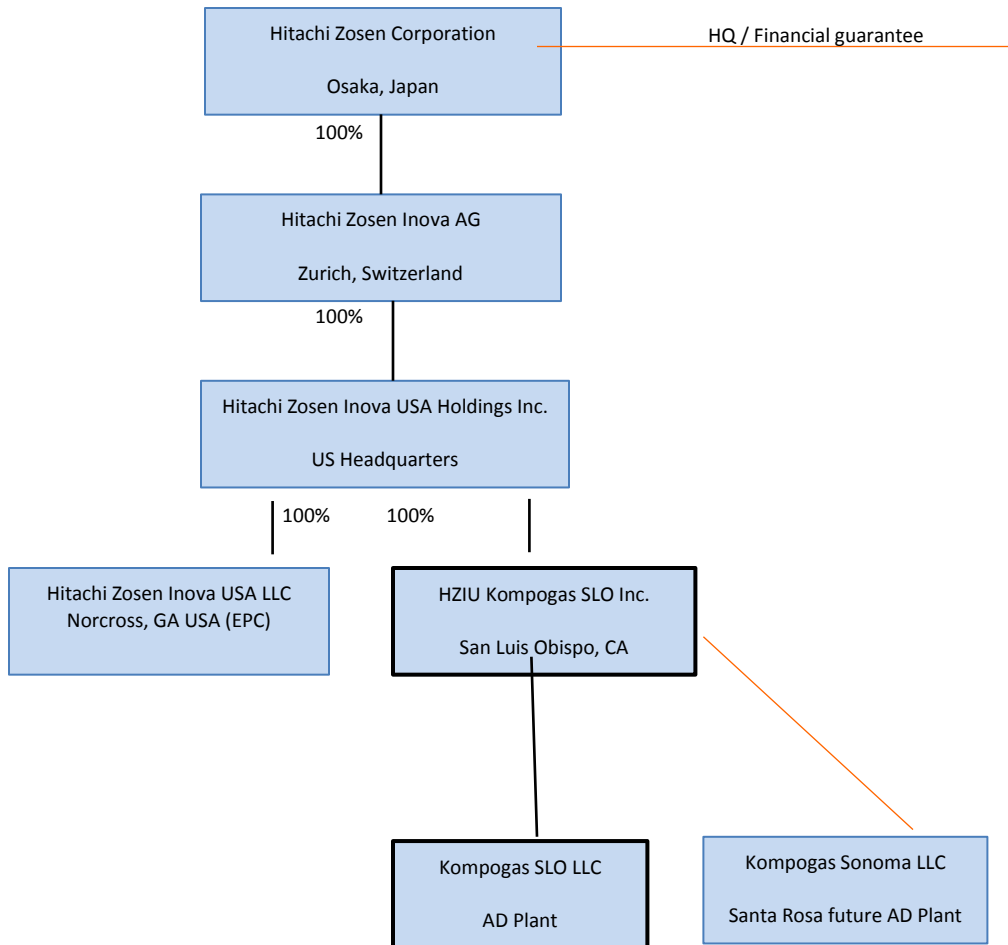 Hitachi Zosen Corporation
HQ / Financial guarantee
Osaka, Japan
100%
Hitachi Zosen Inova AG
Zurich, Switzerland
100%
Hitachi Zosen Inova USA Holdings Inc.
US Headquarters
100%
100%
Hitachi Zosen Inova USA LLC
Norcross, GA USA (EPC)
HZIU Kompogas SLO Inc.
San Luis Obispo, CA
Kompogas SLO LLC
AD Plant
Kompogas Sonoma LLC
Santa Rosa future AD Plant